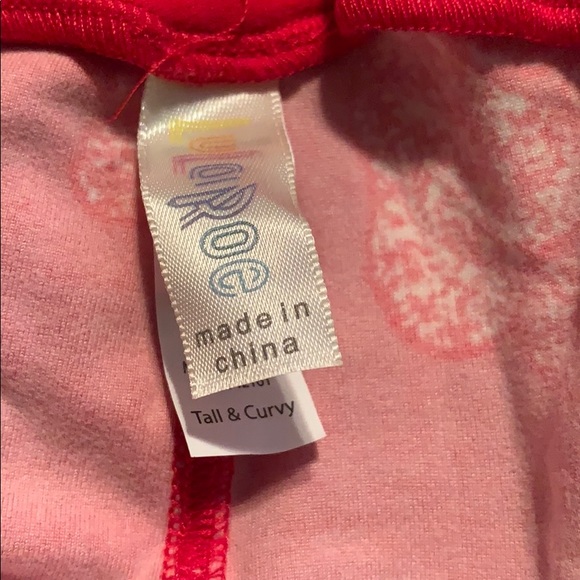 LuLaRoe
made in
china
Tall & Curvy